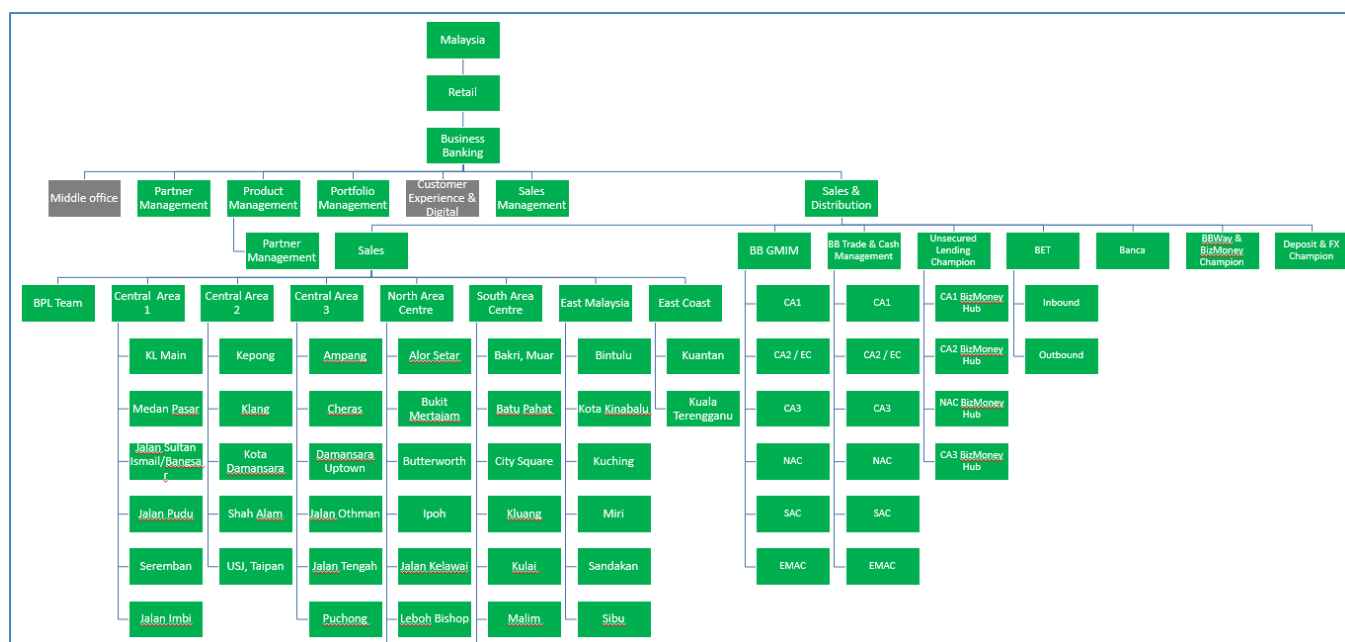 Malaysia
Retail
Business
Banking
Middle office
Partner
Management
Product
Management
Portfolio
Management
Customer
Experience &
Digital
Sales
Management
Sales &
Distribution
Partner
Management
Sales
BB GMIM
BB Trade & Cash
Management
Unsecured
Lending
Champion
BET
Banca
BBWay &
BizMoney
Champion
Deposit & FX
Champion
BPL Team
Central Area
1
Central Area
2
Central Area
3
North Area
Centre
South Area
Centre
East Malaysia
East Coast
CA1
CA1
CA1 BizMoney
Hub
Inbound
KL Main
Kepong
Ampang
Alor Setar
Bakri, Muar
Bintulu
Kuantan
CA2 / EC
CA2 / EC
CA2 BizMoney
Hub
Outbound
Medan Pasar
Klang
Cheras
Bukit
Mertajam
Batu Pahat
Kota Kinabalu
Kuala
Terengganu
CA3
CA3
NAC BizMoney
Hub
Jalan Sultan
Ismail/Bangsa
r
Kota
Damansara
Damansara
Uptown
Butterworth
City Square
Kuching
NAC
NAC
CA3 BizMoney
Hub
Jalan Pudu
Shah Alam
Jalan Othman
Ipoh
Kluang
Miri
SAC
SAC
Seremban
USJ, Taipan
Jalan Tengah
Jalan Kelawai
Kulai
Sandakan
EMAC
EMAC
Jalan Imbi
Puchong
Leboh Bishop
Malim
Sibu